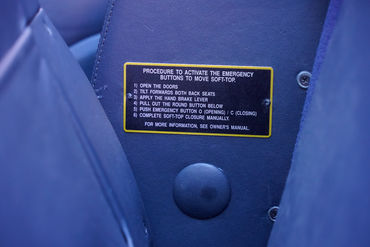 PROCEDURE TO ACTIVATE THE EMERGENCY
BUTTONS TO MOVE SOFT-TOP.
1) OPEN THE DOORS
2) TILT FORWARDS BOTH BACK SEATS
3) APPLY THE HAND BRAKE LEVER
4) PULL OUT THE ROUND BUTTON BELOW
5) PUSH EMERGENCY BUTTON O (OPENING) / C (CLOSING)
6) COMPLETE SOFT-TOP CLOSURE MANUALLY.
FOR MORE INFORMATION, SEE OWNER'S MANUAL.